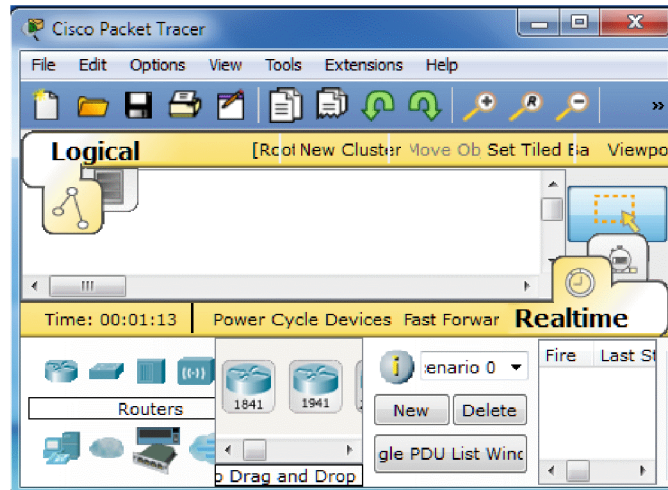 Cisco Packet Tracer
File Edit Options View Tools Extensions Help
R
»
Logical [Root New Cluster Move Ob Set Tiled Ba Viewpo
Time: 00:01:13 Power Cycle Devices Fast Forwar Realtime
i enario 0 Fire Last St
1841 1941
Routers New Delete
gle PDU List Winc
o Drag and Drop